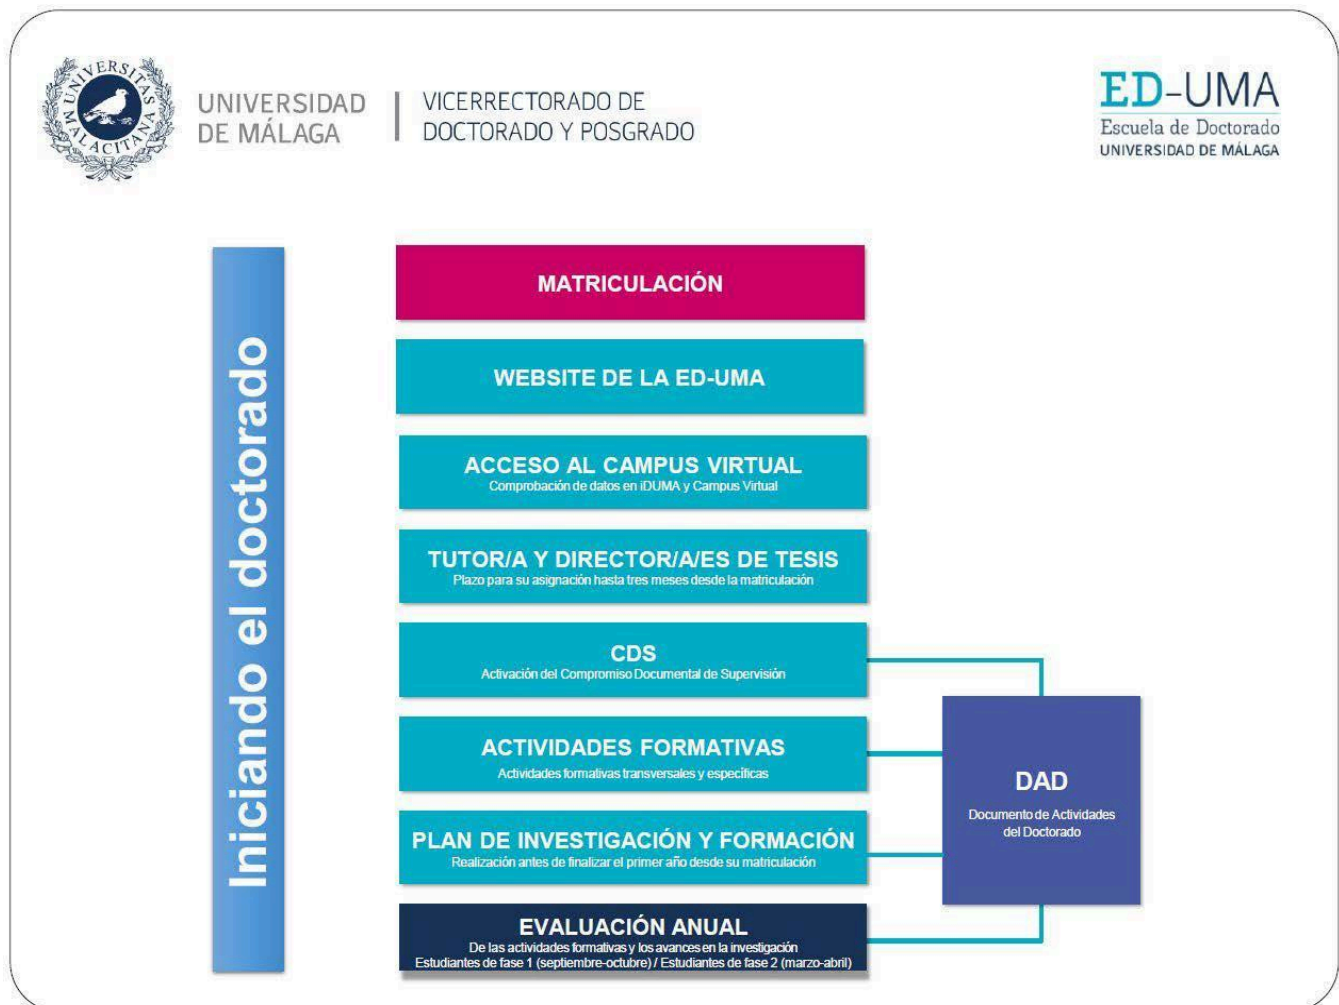 UNIVERSITAS MALACITANA
UNIVERSIDAD
DE MÁLAGA
VICERRECTORADO DE
DOCTORADO Y POSGRADO
ED-UMA
Escuela de Doctorado
UNIVERSIDAD DE MÁLAGA
Iniciando el doctorado
MATRICULACIÓN
WEBSITE DE LA ED-UMA
ACCESO AL CAMPUS VIRTUAL
Comprobación de datos en iDUMA y Campus Virtual
TUTOR/A Y DIRECTOR/A/ES DE TESIS
Plazo para su asignación hasta tres meses desde la matriculación
CDS
Activación del Compromiso Documental de Supervisión
ACTIVIDADES FORMATIVAS
Actividades formativas transversales y específicas
PLAN DE INVESTIGACIÓN Y FORMACIÓN
Realización antes de finalizar el primer año desde su matriculación
EVALUACIÓN ANUAL
De las actividades formativas y los avances en la investigación
Estudiantes de fase 1 (septiembre-octubre) / Estudiantes de fase 2 (marzo-abril)
DAD
Documento de Actividades
del Doctorado